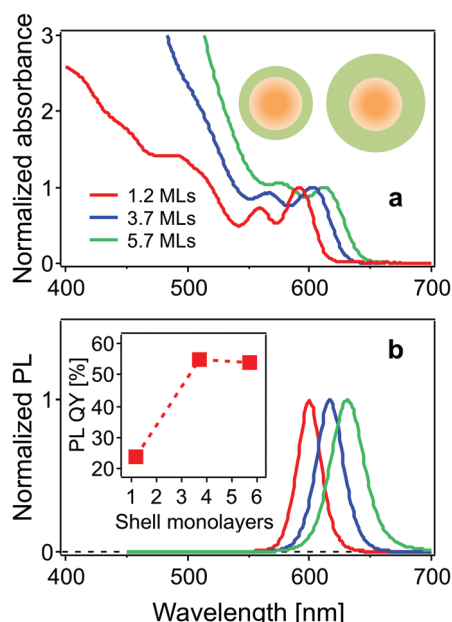 Normalized absorbance
3
2
1
0
1.2 MLs
3.7 MLs
5.7 MLs
a
400
500
600
700
Normalized PL
1
0
b
PL QY [%]
60
50
40
30
20
1 2 3 4 5 6
Shell monolayers
400
500
600
700
Wavelength [nm]